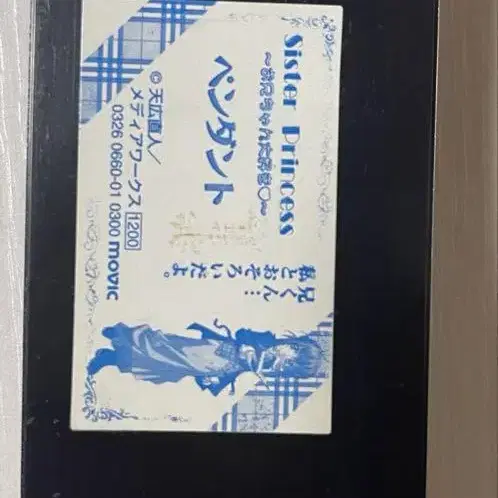 Sister Princess
～お兄ちゃん大好き♡～
ペンダント
兄くん…
私とおそろいだよ。
©天広直人／
メディアワークス 1200
0326 0660-01 0300 movic